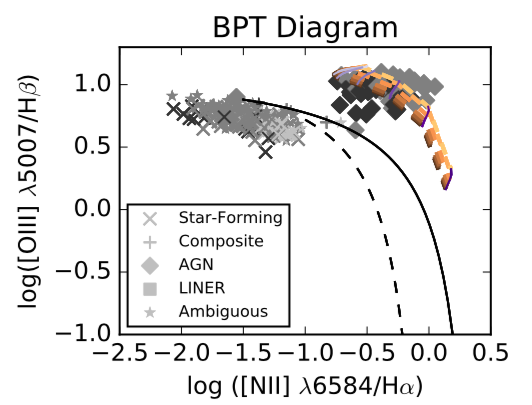 BPT Diagram
log([OIII] λ5007/Hβ)
1.0
0.5
0.0
−0.5
−1.0
Star-Forming
Composite
AGN
LINER
Ambiguous
−2.5 −2.0 −1.5 −1.0 −0.5 0.0 0.5
log ([NII] λ6584/Hα)